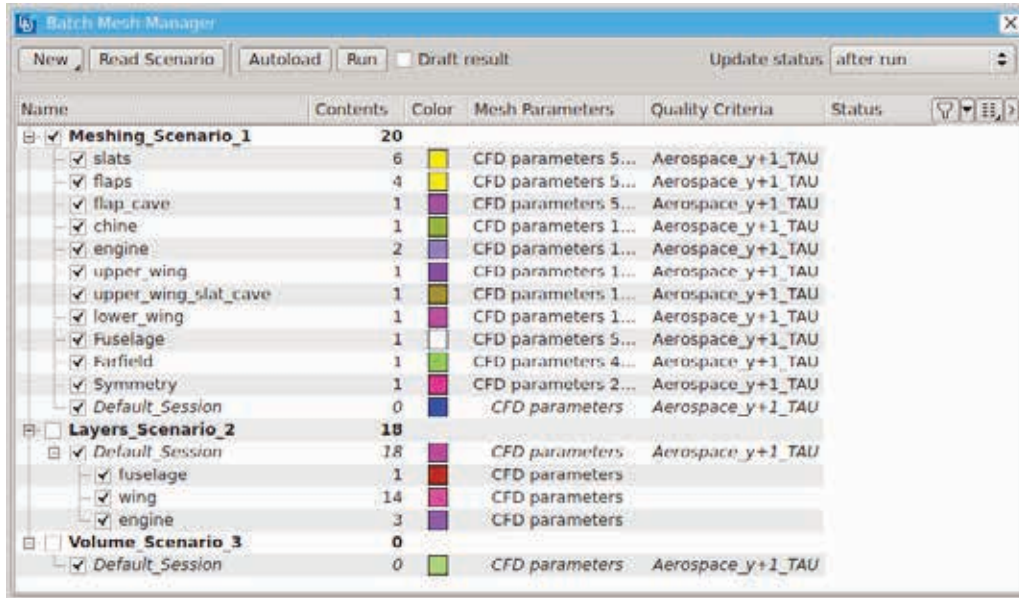 Batch Mesh Manager
New Read Scenario Autoload Run Draft result Update status after run
Name Contents Color Mesh Parameters Quality Criteria Status
Meshing_Scenario_1 20
slats 6 CFD parameters 5... Aerospace_y+1_TAU
flaps 4 CFD parameters 5... Aerospace_y+1_TAU
flap_cave 1 CFD parameters 5... Aerospace_y+1_TAU
chine 1 CFD parameters 1... Aerospace_y+1_TAU
engine 2 CFD parameters 1... Aerospace_y+1_TAU
upper_wing 1 CFD parameters 1... Aerospace_y+1_TAU
upper_wing_slat_cave 1 CFD parameters 1... Aerospace_y+1_TAU
lower_wing 1 CFD parameters 1... Aerospace_y+1_TAU
Fuselage 1 CFD parameters 5... Aerospace_y+1_TAU
Farfield 1 CFD parameters 4... Aerospace_y+1_TAU
Symmetry 1 CFD parameters 2... Aerospace_y+1_TAU
Default_Session 0 CFD parameters Aerospace_y+1_TAU
Layers_Scenario_2 18
Default_Session 18 CFD parameters Aerospace_y+1_TAU
fuselage 1 CFD parameters
wing 14 CFD parameters
engine 3 CFD parameters
Volume_Scenario_3 0
Default_Session 0 CFD parameters Aerospace_y+1_TAU